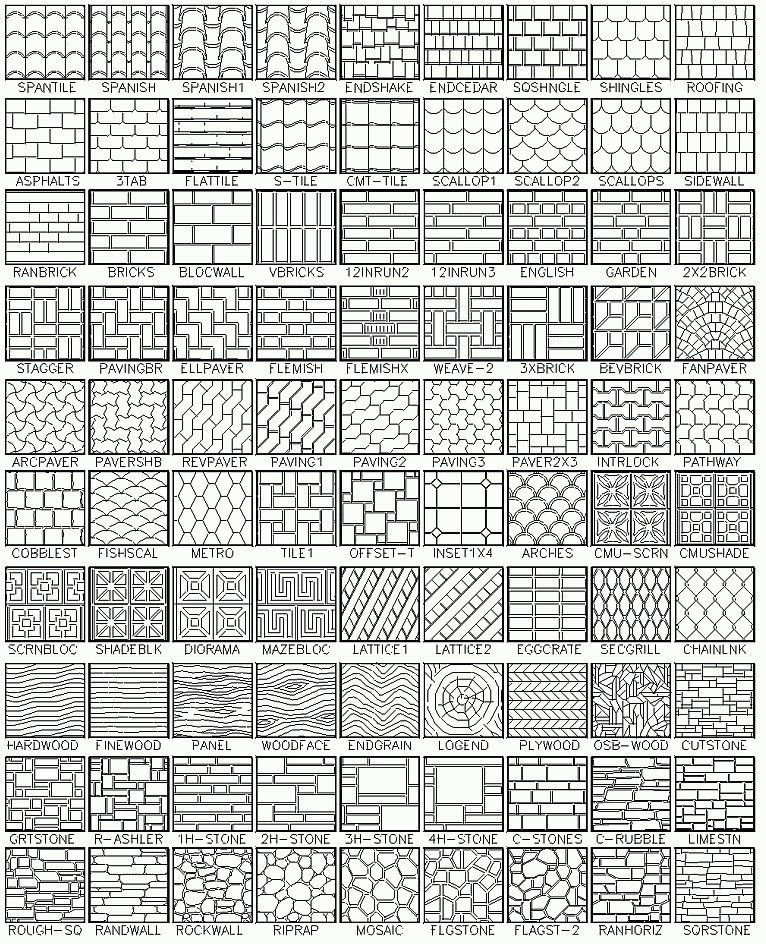 SPANTILE SPANISH SPANISH1 SPANISH2 ENDSHAKE ENDCEDAR SQSHNGLE SHINGLES ROOFING
ASPHALTS 3TAB FLATTILE S-TILE CMT-TILE SCALLOP1 SCALLOP2 SCALLOPS SIDEWALL
RANBRICK BRICKS BLOCWALL VBRICKS 12INRUN2 12INRUN3 ENGLISH GARDEN 2X2BRICK
STAGGER PAVINGBR ELLPAVER FLEMISH FLEMISHX WEAVE-2 3XBRICK BEVBRICK FANPAVER
ARCPAVER PAVERSHB REVPAVER PAVING1 PAVING2 PAVING3 PAVER2X3 INTRLOCK PATHWAY
COBBLEST FISHSCAL METRO TILE1 OFFSET-T INSET1X4 ARCHES CMU-SCRN CMUSHADE
SCRNBLOC SHADEBLK DIORAMA MAZEBLOC LATTICE1 LATTICE2 EGGCRATE SECGRILL CHAINLNK
HARDWOOD FINEWOOD PANEL WOODFACE ENDGRAIN LOGEND PLYWOOD OSB-WOOD CUTSTONE
GRTSTONE R-ASHLER 1H-STONE 2H-STONE 3H-STONE 4H-STONE C-STONES C-RUBBLE LIMESTN
ROUGH-SQ RANDWALL ROCKWALL RIPRAP MOSAIC FLGSTONE FLAGST-2 RANHORIZ SQRSTONE